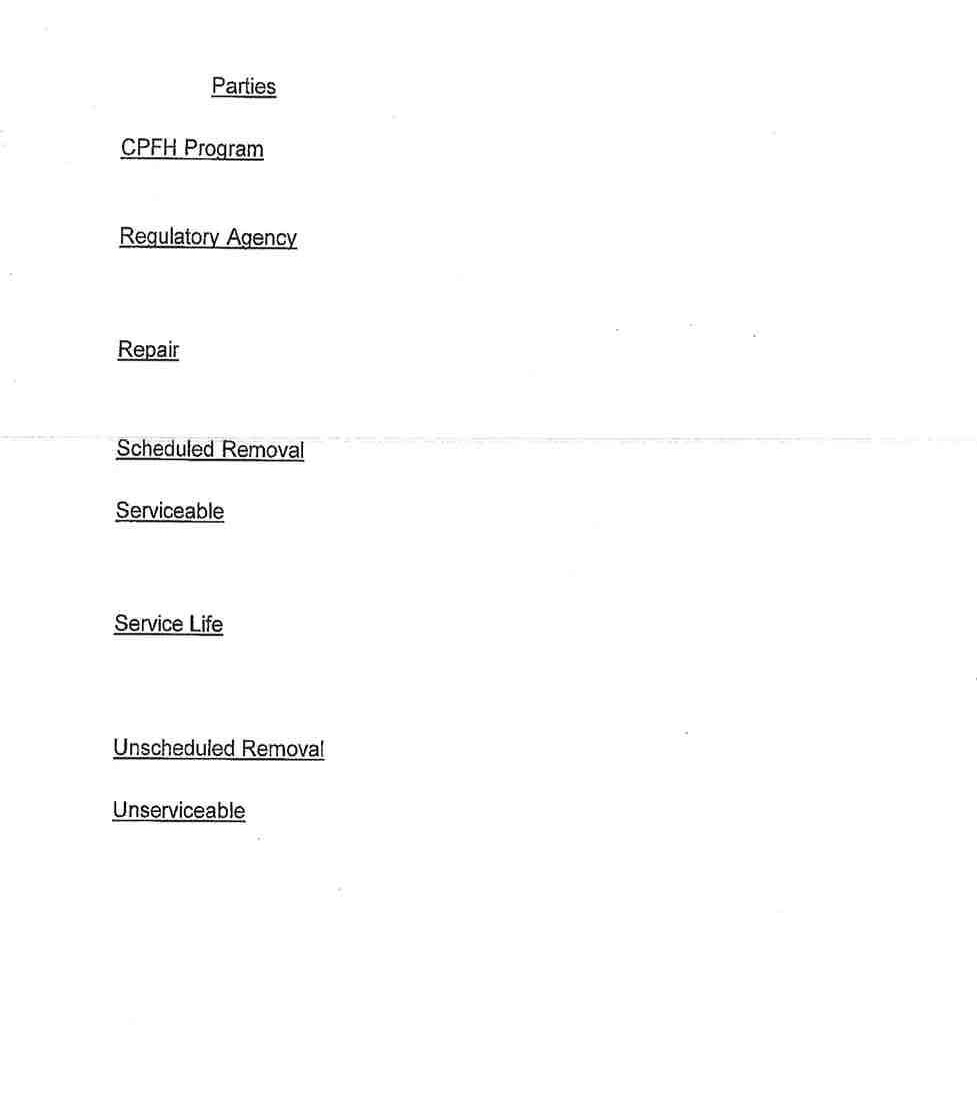 Parties
CPFH Program
Regulatory Agency
Repair
Scheduled Removal
Serviceable
Service Life
Unscheduled Removal
Unserviceable